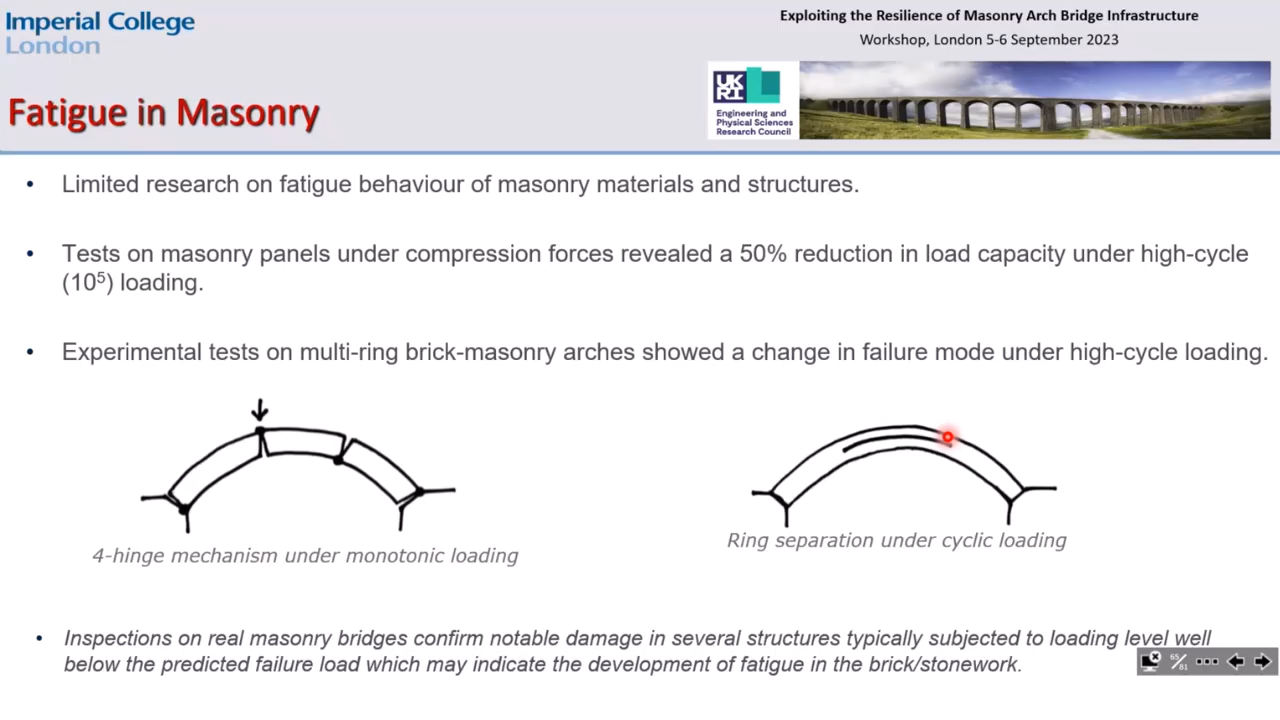 Imperial College
London
Exploiting the Resilience of Masonry Arch Bridge Infrastructure
Workshop, London 5-6 September 2023
UK
RI
Engineering and
Physical Sciences
Research Council
Fatigue in Masonry
• Limited research on fatigue behaviour of masonry materials and structures.
• Tests on masonry panels under compression forces revealed a 50% reduction in load capacity under high-cycle
(10⁵) loading.
• Experimental tests on multi-ring brick-masonry arches showed a change in failure mode under high-cycle loading.
4-hinge mechanism under monotonic loading
Ring separation under cyclic loading
• Inspections on real masonry bridges confirm notable damage in several structures typically subjected to loading level well
below the predicted failure load which may indicate the development of fatigue in the brick/stonework.
65/81